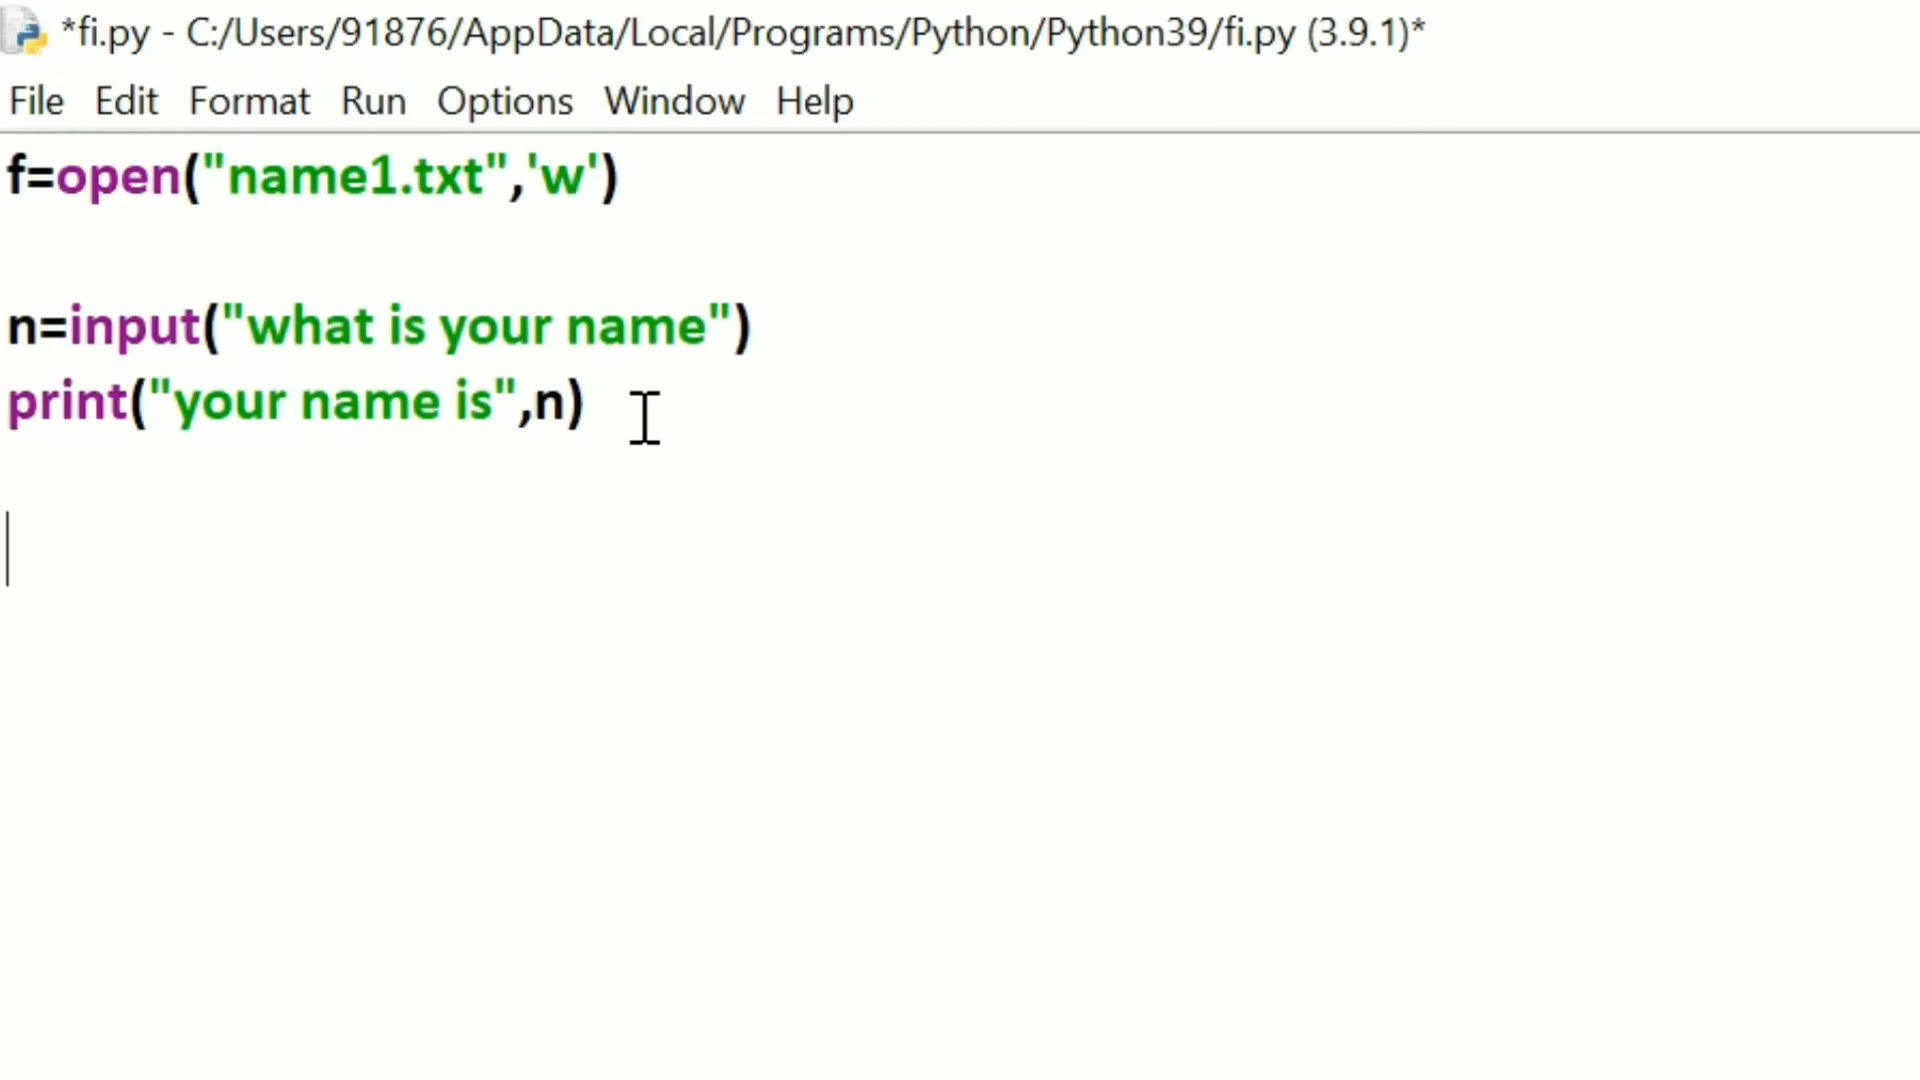 *fi.py - C:/Users/91876/AppData/Local/Programs/Python/Python39/fi.py (3.9.1)*
File Edit Format Run Options Window Help
f=open("name1.txt",'w')
n=input("what is your name")
print("your name is",n)